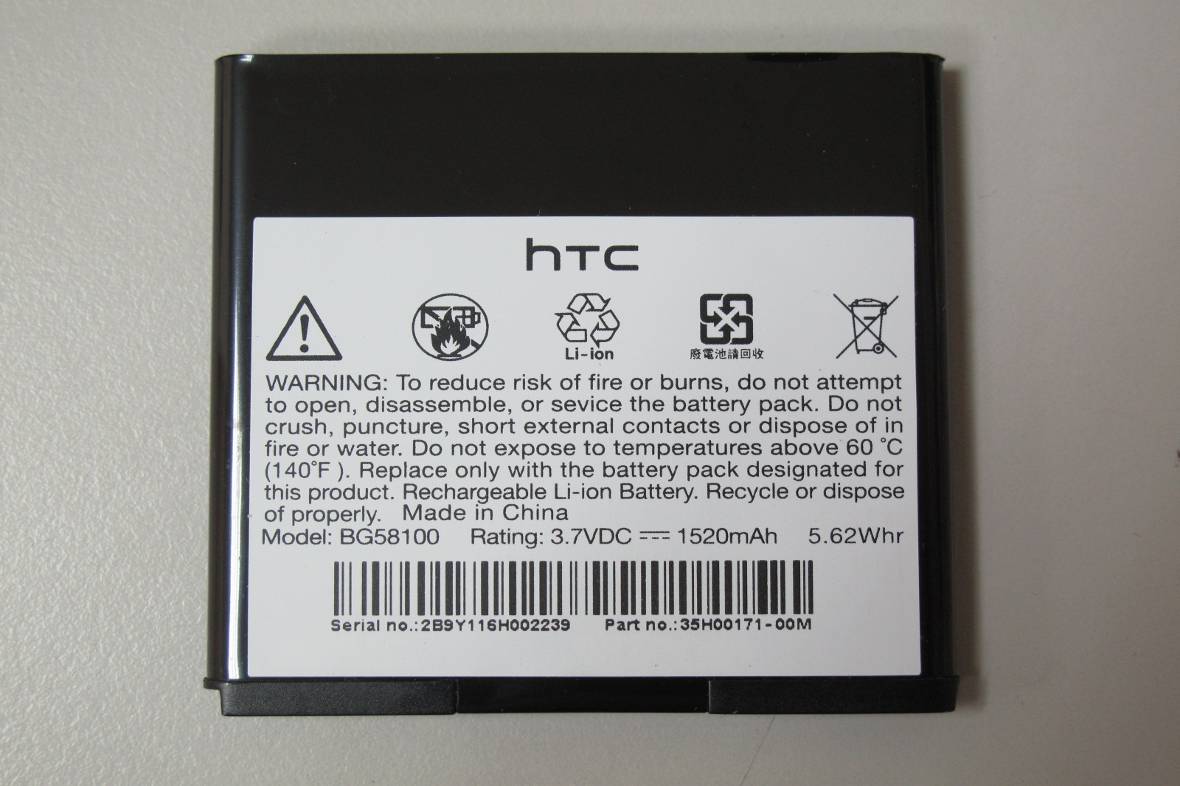 hTC
Li-ion
廢電池請回收
WARNING: To reduce risk of fire or burns, do not attempt
to open, disassemble, or sevice the battery pack. Do not
crush, puncture, short external contacts or dispose of in
fire or water. Do not expose to temperatures above 60 °C
(140°F ). Replace only with the battery pack designated for
this product. Rechargeable Li-ion Battery. Recycle or dispose
of properly. Made in China
Model: BG58100 Rating: 3.7VDC ⎓ 1520mAh 5.62Whr
Serial no.:2B9Y116H002239 Part no.:35H00171-00M